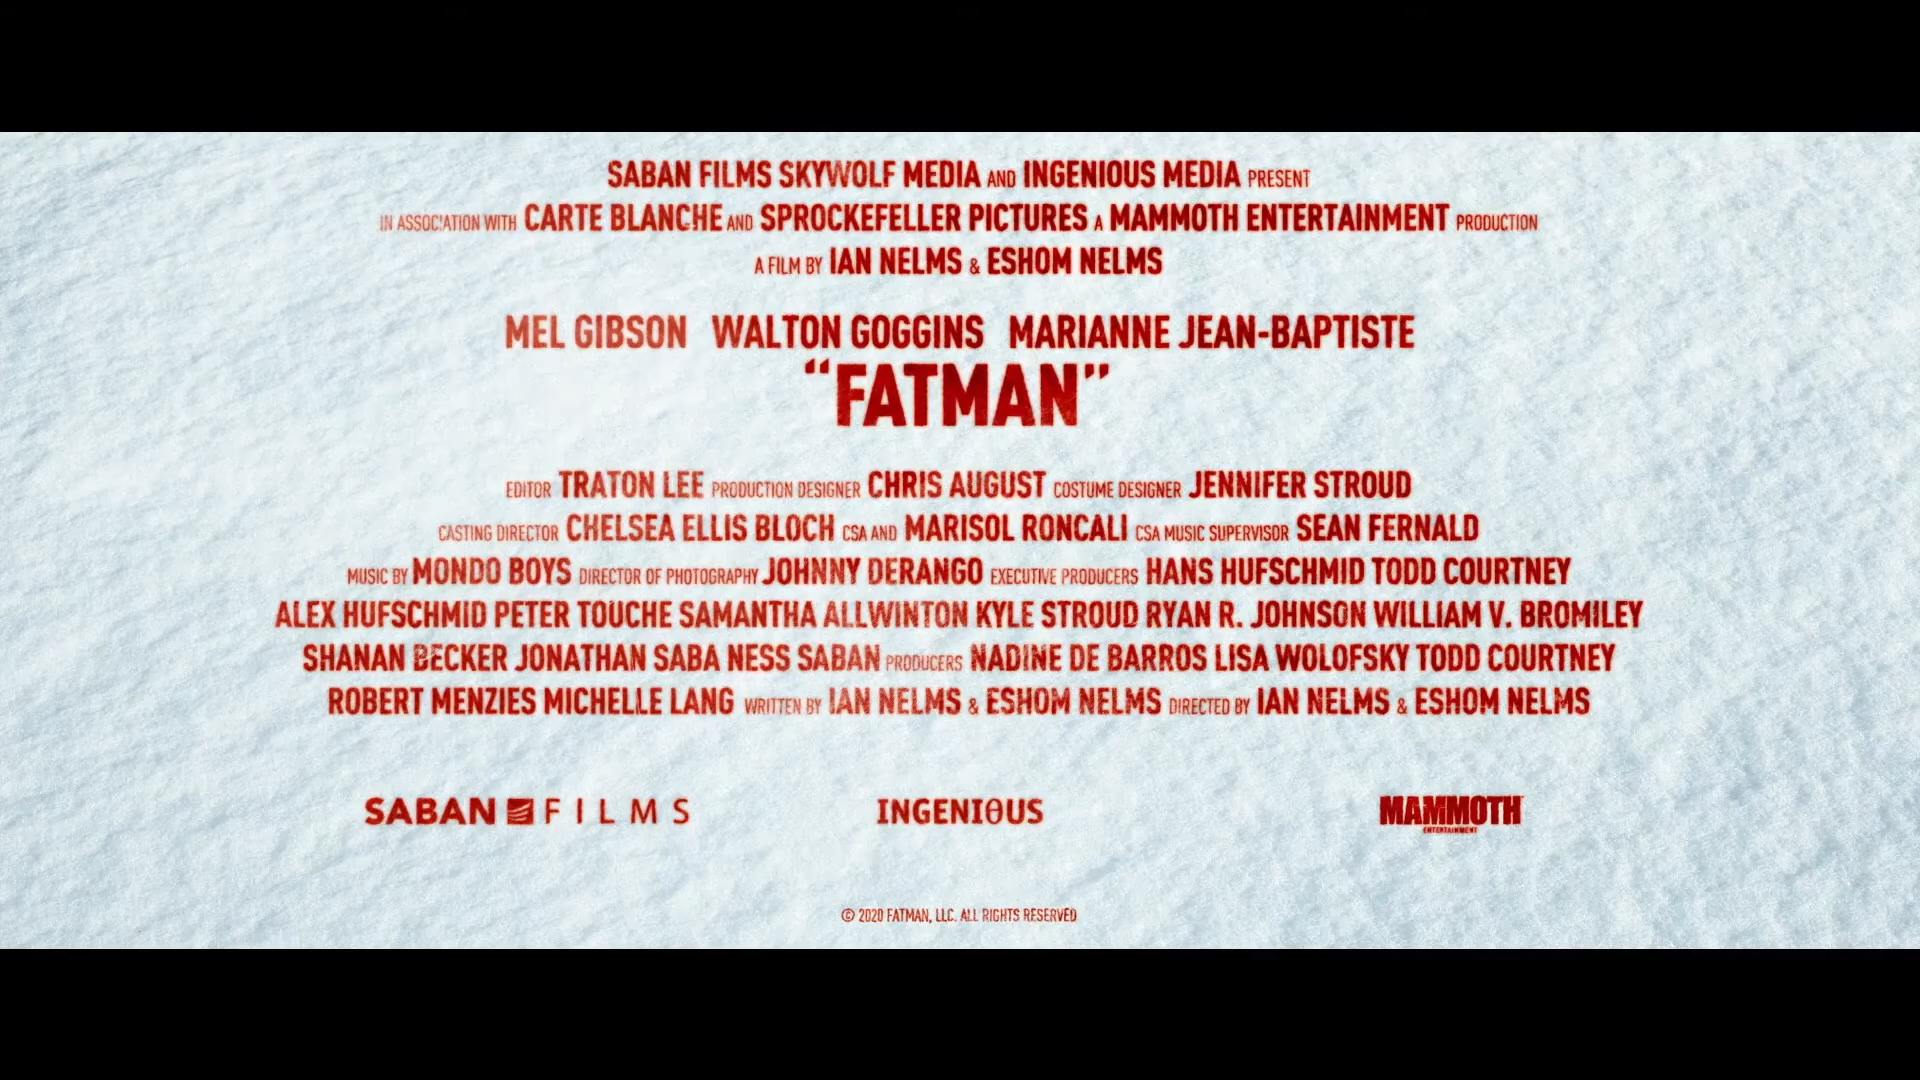 SABAN FILMS SKYWOLF MEDIA AND INGENIOUS MEDIA PRESENT
IN ASSOCIATION WITH CARTE BLANCHE AND SPROCKEFELLER PICTURES A MAMMOTH ENTERTAINMENT PRODUCTION
A FILM BY IAN NELMS & ESHOM NELMS
MEL GIBSON WALTON GOGGINS MARIANNE JEAN-BAPTISTE
“FATMAN”
EDITOR TRATON LEE PRODUCTION DESIGNER CHRIS AUGUST COSTUME DESIGNER JENNIFER STROUD
CASTING DIRECTOR CHELSEA ELLIS BLOCH CSA AND MARISOL RONCALI CSA MUSIC SUPERVISOR SEAN FERNALD
MUSIC BY MONDO BOYS DIRECTOR OF PHOTOGRAPHY JOHNNY DERANGO EXECUTIVE PRODUCERS HANS HUFSCHMID TODD COURTNEY
ALEX HUFSCHMID PETER TOUCHE SAMANTHA ALLWINTON KYLE STROUD RYAN R. JOHNSON WILLIAM V. BROMILEY
SHANAN BECKER JONATHAN SABA NESS SABAN PRODUCERS NADINE DE BARROS LISA WOLOFSKY TODD COURTNEY
ROBERT MENZIES MICHELLE LANG WRITTEN BY IAN NELMS & ESHOM NELMS DIRECTED BY IAN NELMS & ESHOM NELMS
SABAN FILMS INGENIΘUS MAMMOTH
ENTERTAINMENT
© 2020 FATMAN, LLC. ALL RIGHTS RESERVED